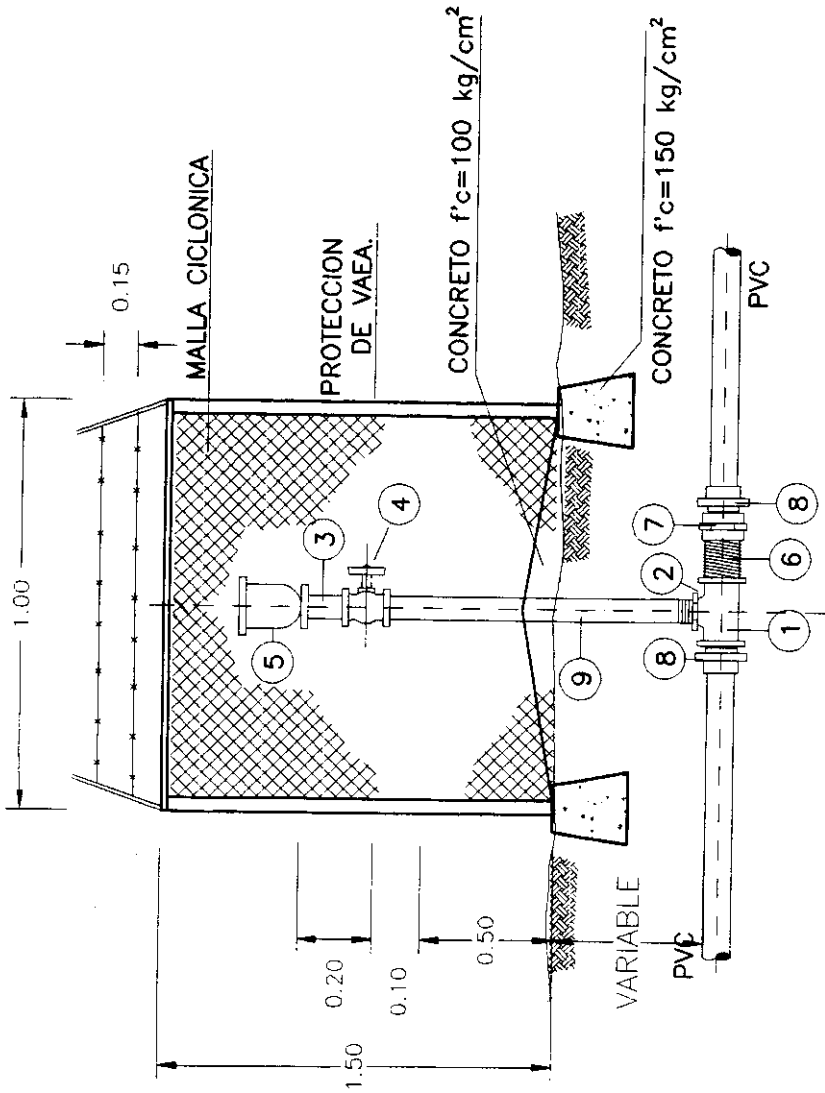 1.00
0.15
MALLA CICLONICA
PROTECCION
DE VAEA.
CONCRETO f'c=100 kg/cm²
CONCRETO f'c=150 kg/cm²
1.50
0.20
0.10
0.50
VARIABLE
PVC
PVC
5
3
4
9
2
8
1
6
7
8